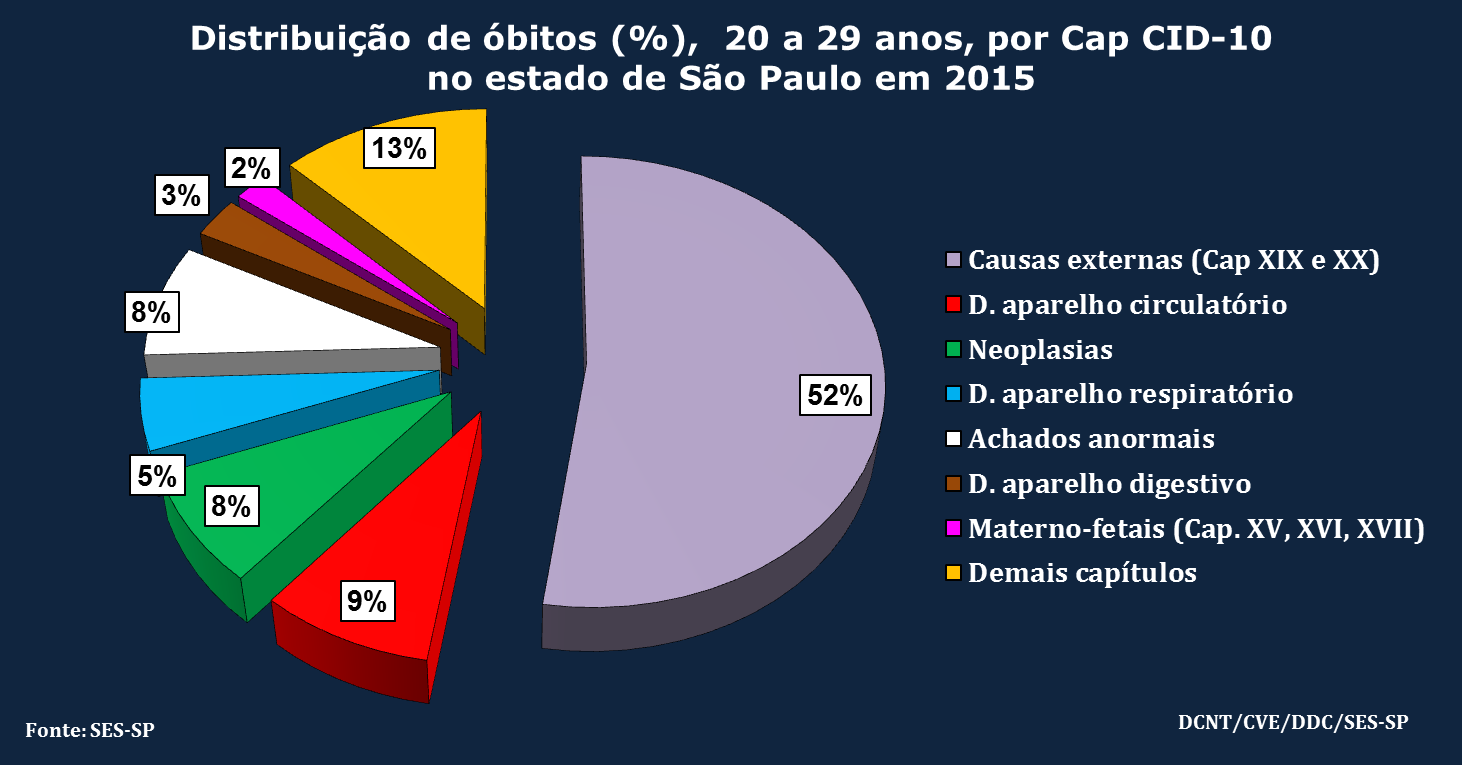 Distribuição de óbitos (%),  20 a 29 anos, por Cap CID-10
no estado de São Paulo em 2015
13%
2%
3%
8%
5%
8%
9%
52%
Causas externas (Cap XIX e XX)
D. aparelho circulatório
Neoplasias
D. aparelho respiratório
Achados anormais
D. aparelho digestivo
Materno-fetais (Cap. XV, XVI, XVII)
Demais capítulos
Fonte: SES-SP
DCNT/CVE/DDC/SES-SP